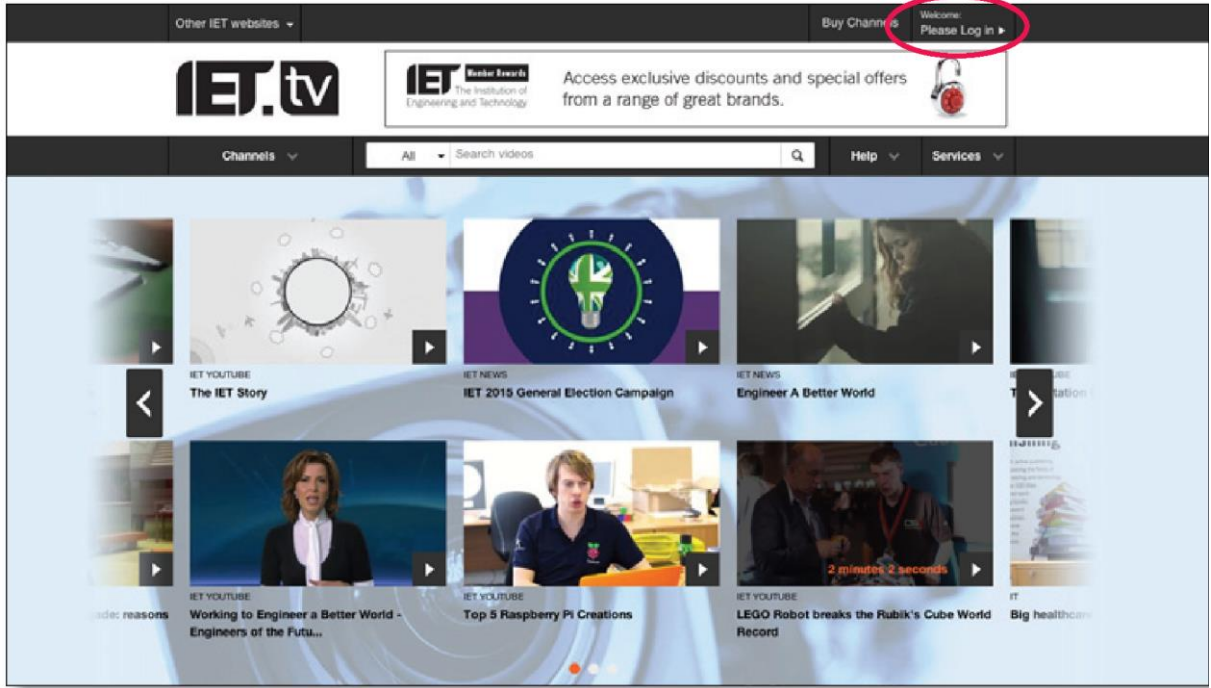 Other IET websites
Buy Channels
Welcome:
Please Log in
IET.tv
IET
Member Rewards
The Institution of
Engineering and Technology
Access exclusive discounts and special offers
from a range of great brands.
Channels
All
Search videos
Help
Services
IET YOUTUBE
The IET Story
IET NEWS
IET 2015 General Election Campaign
IET NEWS
Engineer A Better World
2 minutes 2 seconds
reasons
IET YOUTUBE
Working to Engineer a Better World -
Engineers of the Futu...
IET YOUTUBE
Top 5 Raspberry Pi Creations
IET YOUTUBE
LEGO Robot breaks the Rubik's Cube World
Record
IT
Big healthcare